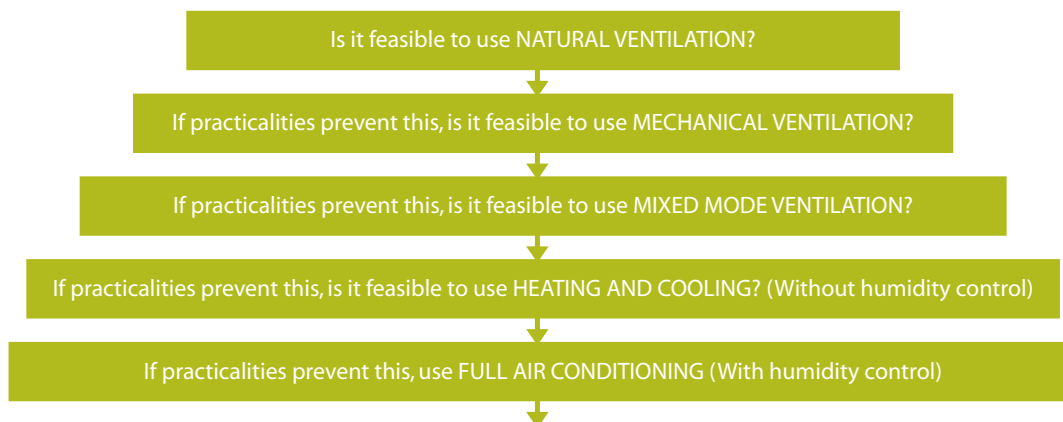 Is it feasible to use NATURAL VENTILATION?
If practicalities prevent this, is it feasible to use MECHANICAL VENTILATION?
If practicalities prevent this, is it feasible to use MIXED MODE VENTILATION?
If practicalities prevent this, is it feasible to use HEATING AND COOLING? (Without humidity control)
If practicalities prevent this, use FULL AIR CONDITIONING (With humidity control)